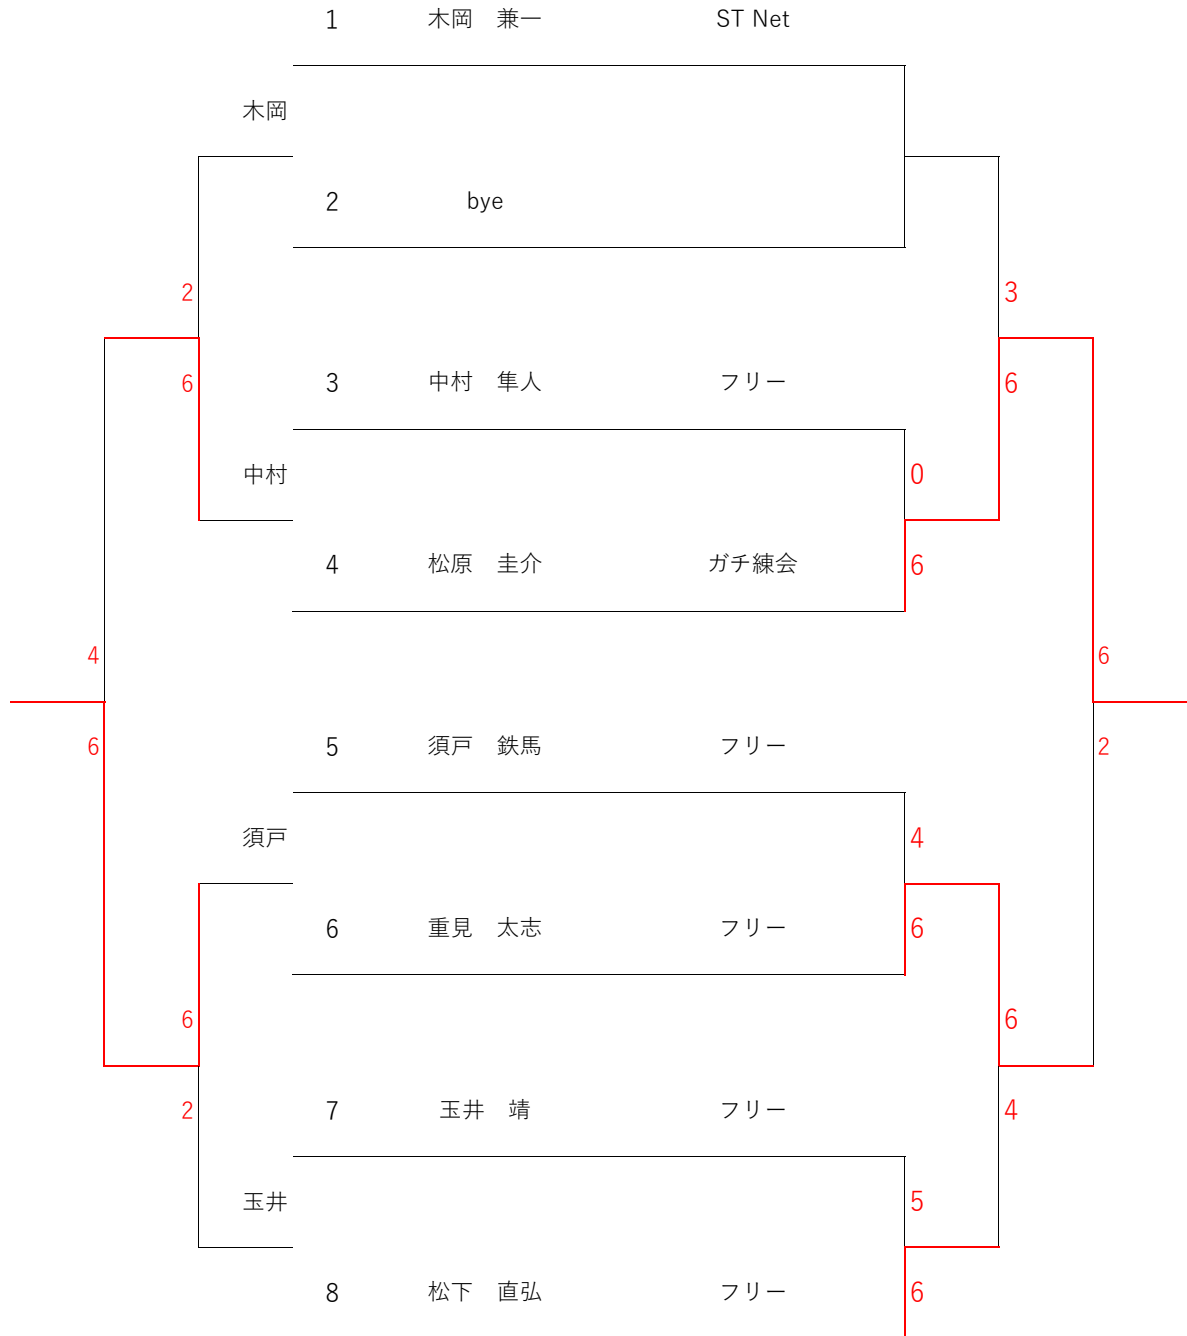 1 木岡　兼一 ST Net
木岡
2 bye
2 3
6 3 中村　隼人 フリー 6
中村 0
4 松原　圭介 ガチ練会 6
4 6
6 5 須戸　鉄馬 フリー 2
須戸 4
6 重見　太志 フリー 6
6 6
2 7 玉井　靖 フリー 4
玉井 5
8 松下　直弘 フリー 6